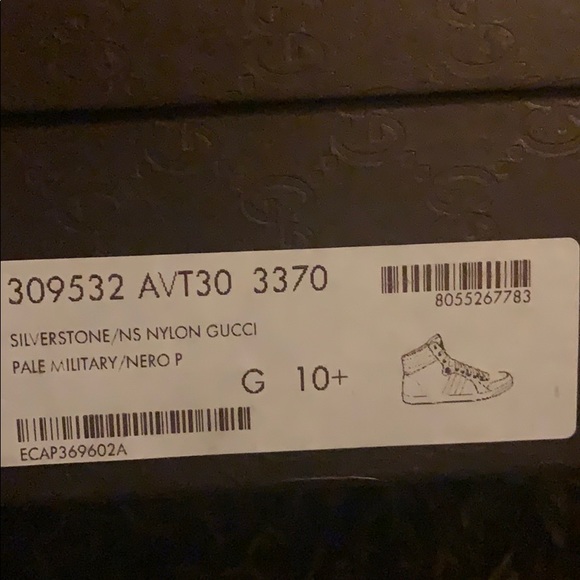 309532 AVT30 3370
8055267783
SILVERSTONE/NS NYLON GUCCI
PALE MILITARY/NERO P
G 10+
ECAP369602A